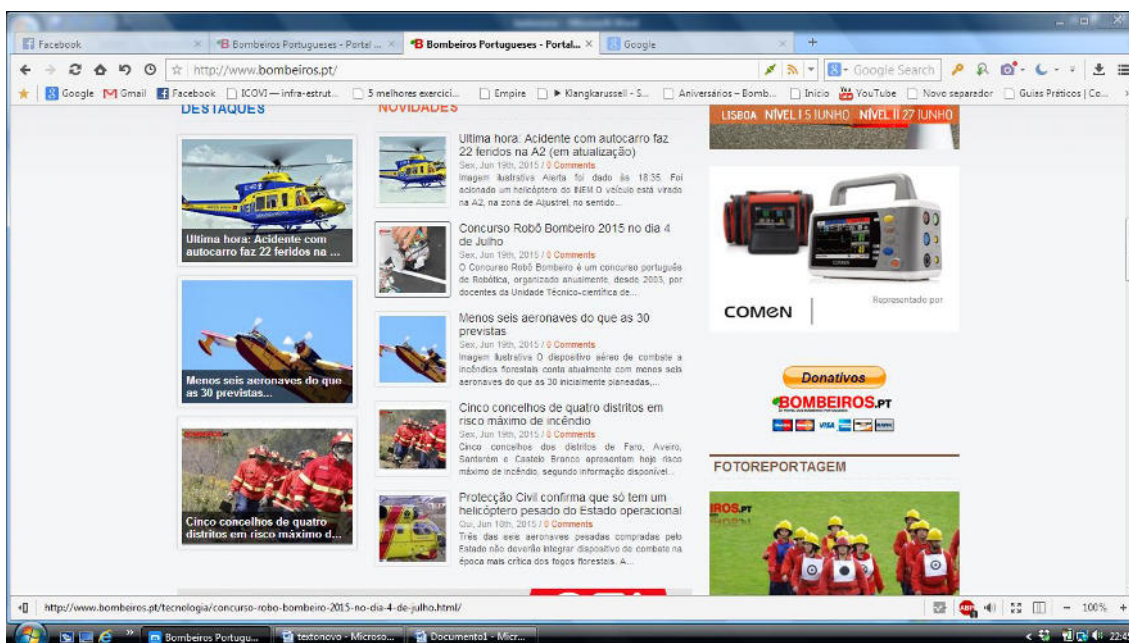 Facebook
Bombeiros Portugueses - Portal ...
Bombeiros Portugueses - Portal...
Google
http://www.bombeiros.pt/
Google Search
Google
Gmail
Facebook
ICOVI — infra-estrut...
5 melhores exercici...
Empire
Klangkarussell - S...
Aniversários – Bomb...
Inicio
YouTube
Novo separador
Guias Práticos | Ce...
DESTAQUES
Ultima hora: Acidente com
autocarro faz 22 feridos na ...
Menos seis aeronaves do que
as 30 previstas...
Cinco concelhos de quatro
distritos em risco máximo d...
NOVIDADES
Ultima hora: Acidente com autocarro faz
22 feridos na A2 (em atualização)
Sex, Jun 19th, 2015 / 0 Comments
Imagem ilustrativa Alerta foi dado às 18:35. Foi
acionado um helicóptero do INEM O veículo está virado
na A2, na zona de Aljustrel, no sentido...
Concurso Robô Bombeiro 2015 no dia 4
de Julho
Sex, Jun 19th, 2015 / 0 Comments
O Concurso Robô Bombeiro é um concurso português
de Robótica, organizado anualmente, desde 2003, por
docentes da Unidade Técnico-científica de...
Menos seis aeronaves do que as 30
previstas
Sex, Jun 19th, 2015 / 0 Comments
Imagem ilustrativa O dispositivo aéreo de combate a
incêndios florestais conta atualmente com menos seis
aeronaves do que as 30 inicialmente planeadas,...
Cinco concelhos de quatro distritos em
risco máximo de incêndio
Sex, Jun 19th, 2015 / 0 Comments
Cinco concelhos dos distritos de Faro, Aveiro,
Santarém e Castelo Branco apresentam hoje risco
máximo de incêndio, segundo informação disponível...
Protecção Civil confirma que só tem um
helicóptero pesado do Estado operacional
Qui, Jun 18th, 2015 / 0 Comments
Três das seis aeronaves pesadas compradas pelo
Estado não deverão integrar dispositivo de combate na
época mais crítica dos fogos florestais. A...
LISBOA NÍVEL I 5 JUNHO NÍVEL II 27 JUNHO
COMEN
Representado por
Donativos
BOMBEIROS.PT
VISA
FOTOREPORTAGEM
IROS.PT
http://www.bombeiros.pt/tecnologia/concurso-robo-bombeiro-2015-no-dia-4-de-julho.html/
ABP
100%
Bombeiros Portugu...
textonovo - Microso...
Documento1 - Micr...
22:4